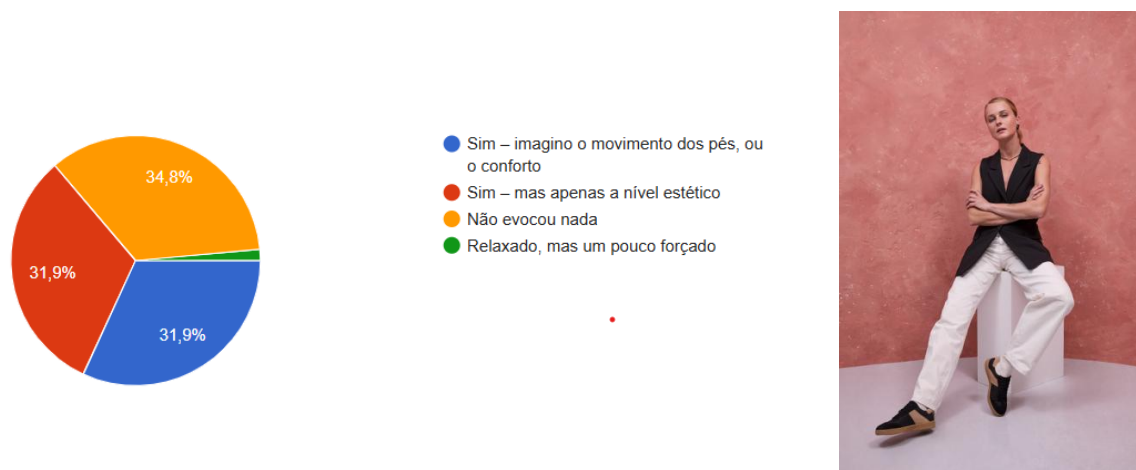 34,8%
31,9%
31,9%
Sim – imagino o movimento dos pés, ou
o conforto
Sim – mas apenas a nível estético
Não evocou nada
Relaxado, mas um pouco forçado